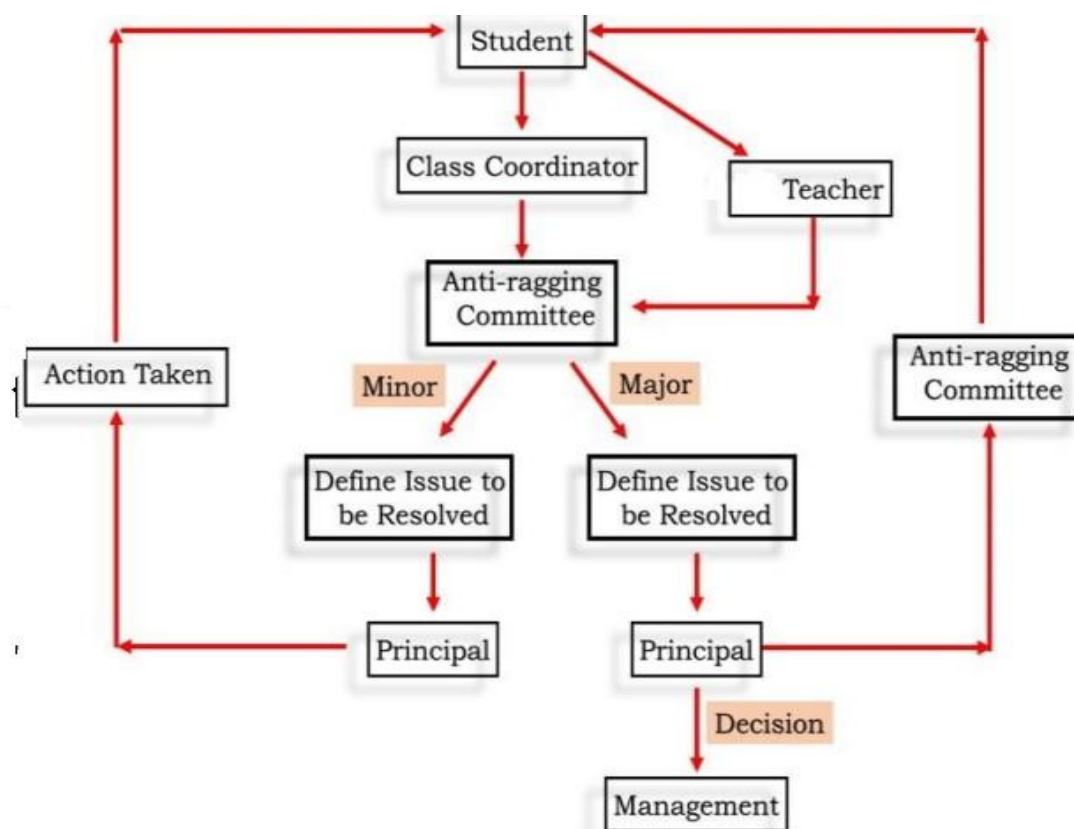 Student
Class Coordinator
Teacher
Anti-ragging
Committee
Action Taken
Minor
Major
Anti-ragging
Committee
Define Issue to
be Resolved
Define Issue to
be Resolved
Principal
Principal
Decision
Management